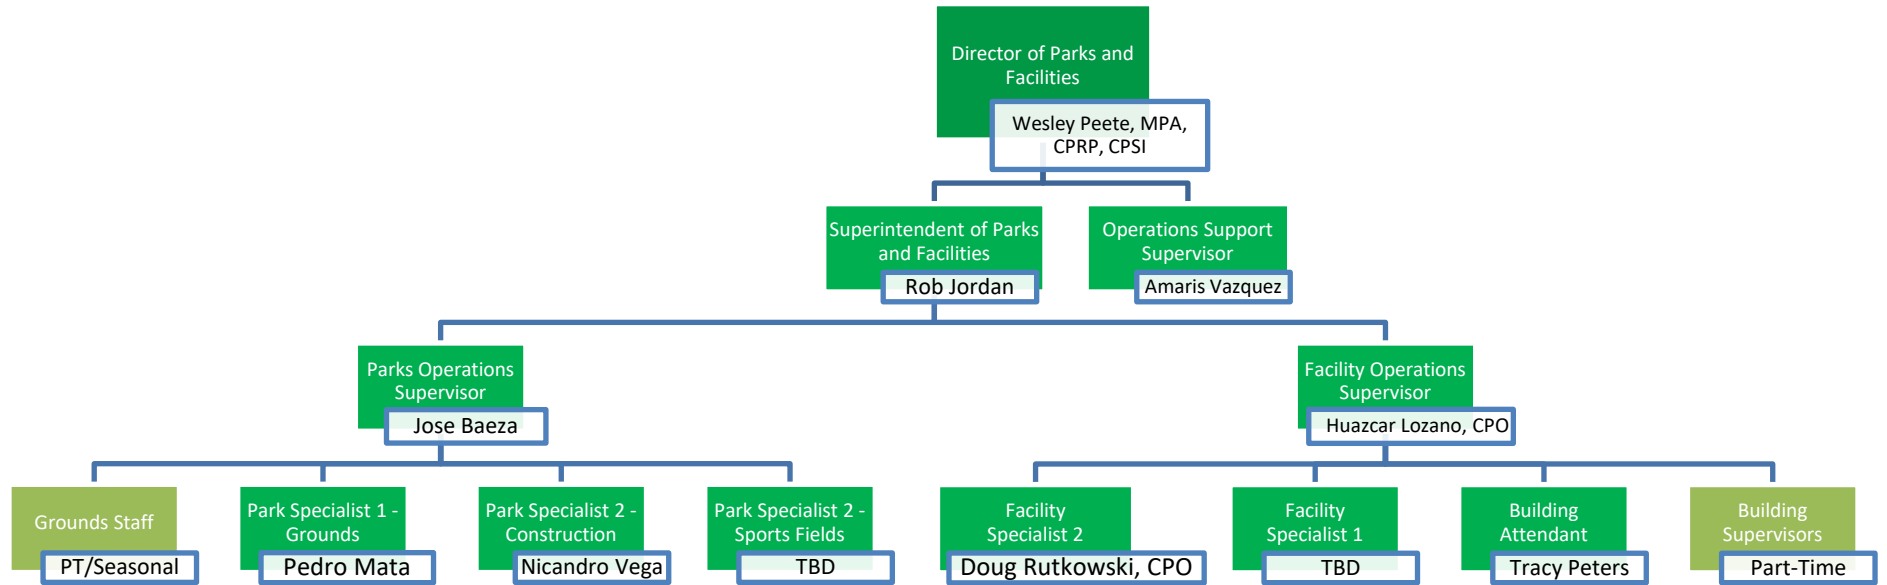 Director of Parks and
Facilities
Wesley Peete, MPA,
CPRP, CPSI
Superintendent of Parks
and Facilities
Rob Jordan
Operations Support
Supervisor
Amaris Vazquez
Parks Operations
Supervisor
Jose Baeza
Facility Operations
Supervisor
Huazcar Lozano, CPO
Grounds Staff
PT/Seasonal
Park Specialist 1 -
Grounds
Pedro Mata
Park Specialist 2 -
Construction
Nicandro Vega
Park Specialist 2 -
Sports Fields
TBD
Facility
Specialist 2
Doug Rutkowski, CPO
Facility
Specialist 1
TBD
Building
Attendant
Tracy Peters
Building
Supervisors
Part-Time